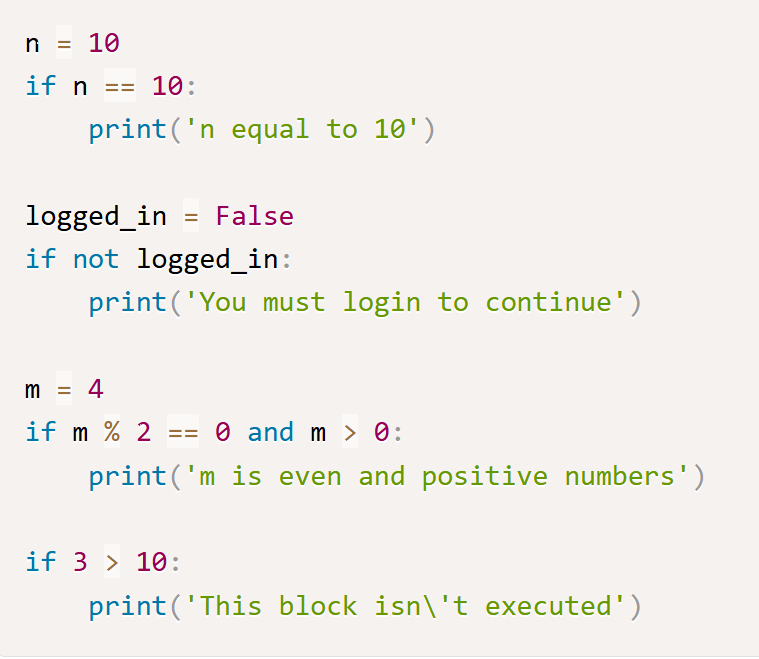 n = 10
if n == 10:
    print('n equal to 10')

logged_in = False
if not logged_in:
    print('You must login to continue')

m = 4
if m % 2 == 0 and m > 0:
    print('m is even and positive numbers')

if 3 > 10:
    print('This block isn\'t executed')